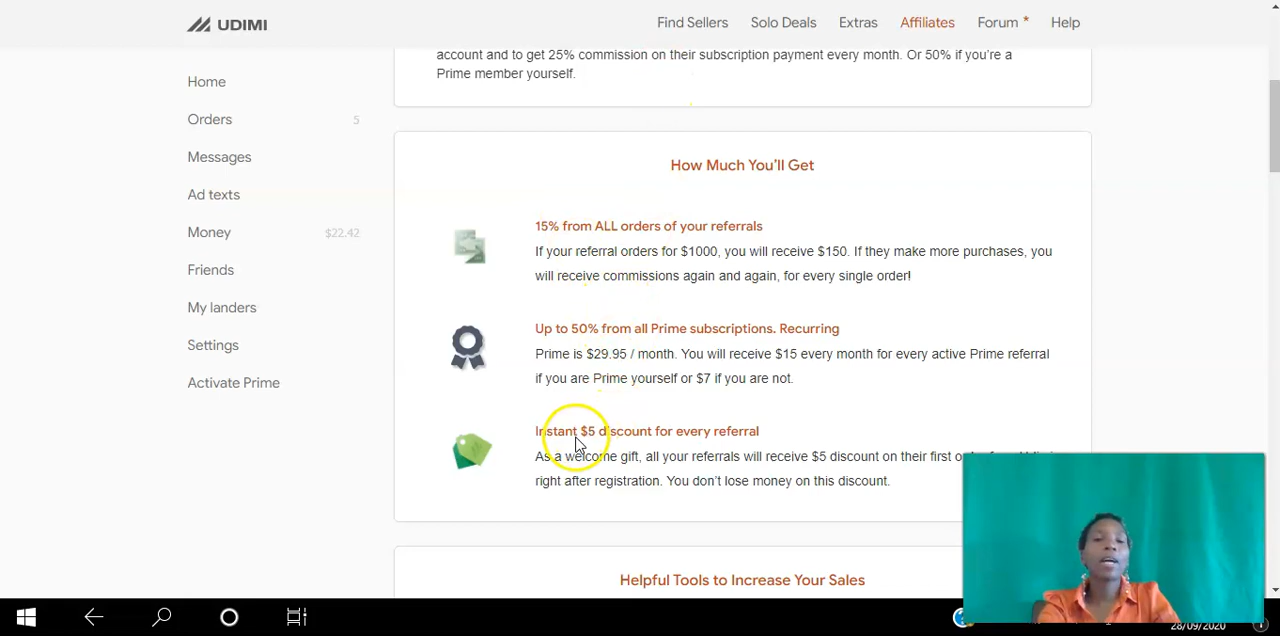 UDIMI
Find Sellers
Solo Deals
Extras
Affiliates
Forum *
Help
Home
Orders 5
Messages
Ad texts
Money $22.42
Friends
My landers
Settings
Activate Prime
account and to get 25% commission on their subscription payment every month. Or 50% if you're a
Prime member yourself.
How Much You'll Get
15% from ALL orders of your referrals
If your referral orders for $1000, you will receive $150. If they make more purchases, you
will receive commissions again and again, for every single order!
Up to 50% from all Prime subscriptions. Recurring
Prime is $29.95 / month. You will receive $15 every month for every active Prime referral
if you are Prime yourself or $7 if you are not.
Instant $5 discount for every referral
As a welcome gift, all your referrals will receive $5 discount on their first
right after registration. You don't lose money on this discount.
Helpful Tools to Increase Your Sales
28/09/2020